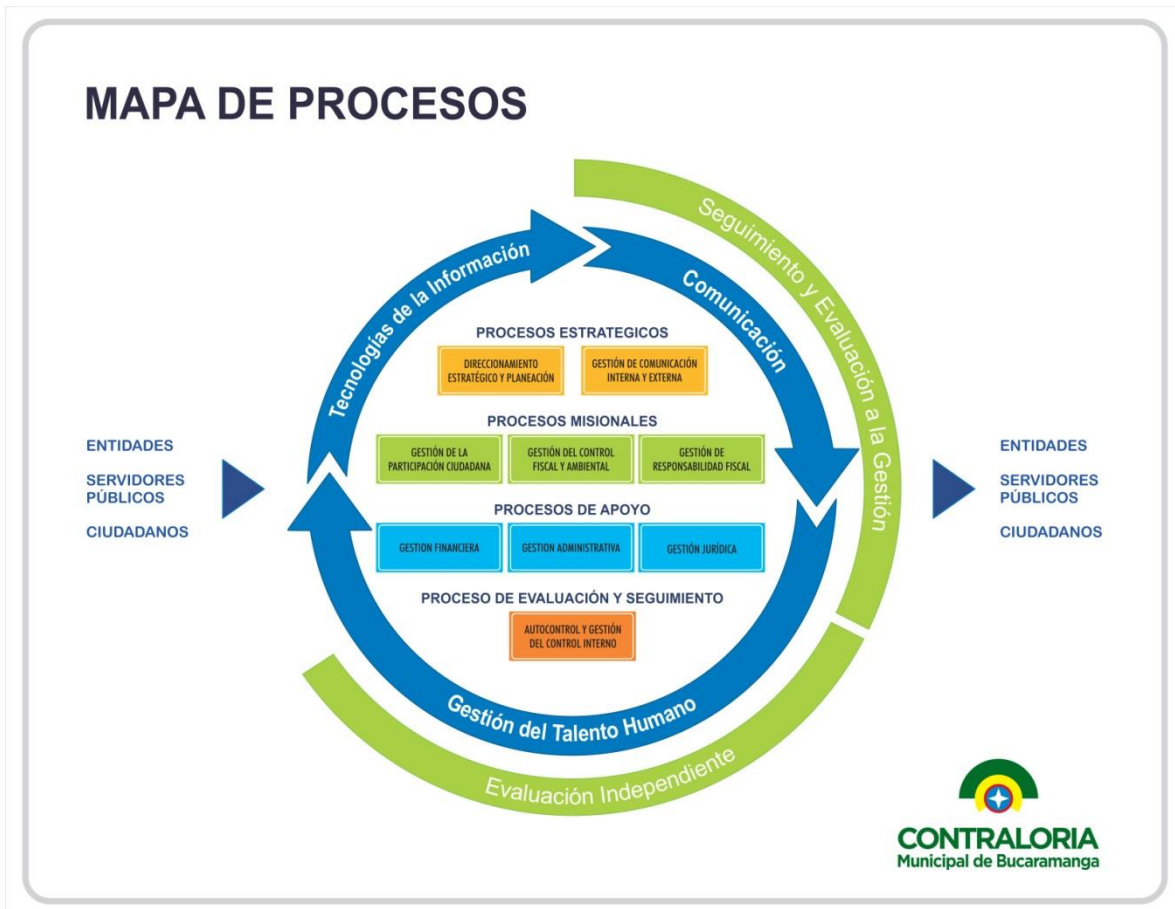 MAPA DE PROCESOS
Seguimiento y Evaluación a la Gestión
Tecnologías de la Información
Comunicación
PROCESOS ESTRATEGICOS
DIRECCIONAMIENTO
ESTRATÉGICO Y PLANEACIÓN
GESTIÓN DE COMUNICACIÓN
INTERNA Y EXTERNA
PROCESOS MISIONALES
GESTIÓN DE LA
PARTICIPACIÓN CIUDADANA
GESTIÓN DEL CONTROL
FISCAL Y AMBIENTAL
GESTIÓN DE
RESPONSABILIDAD FISCAL
ENTIDADES
SERVIDORES
PÚBLICOS
CIUDADANOS
ENTIDADES
SERVIDORES
PÚBLICOS
CIUDADANOS
PROCESOS DE APOYO
GESTION FINANCIERA
GESTION ADMINISTRATIVA
GESTIÓN JURÍDICA
PROCESO DE EVALUACIÓN Y SEGUIMIENTO
AUTOCONTROL Y GESTIÓN
DEL CONTROL INTERNO
Gestión del Talento Humano
Evaluación Independiente
CONTRALORIA
Municipal de Bucaramanga